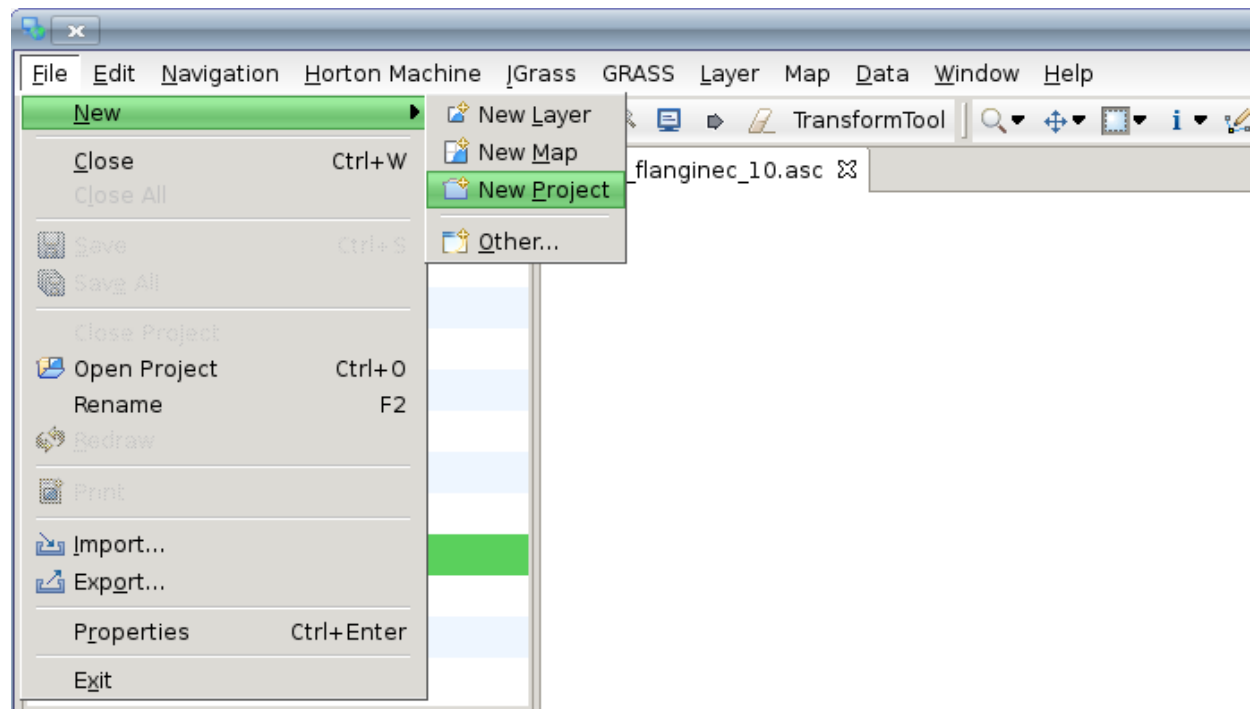 File Edit Navigation Horton Machine JGrass GRASS Layer Map Data Window Help
New
New Layer
TransformTool
i
Close Ctrl+W
New Map
_flanginec_10.asc
Close All
New Project
Save Ctrl+S
Other...
Save All
Close Project
Open Project Ctrl+O
Rename F2
Redraw
Print
Import...
Export...
Properties Ctrl+Enter
Exit